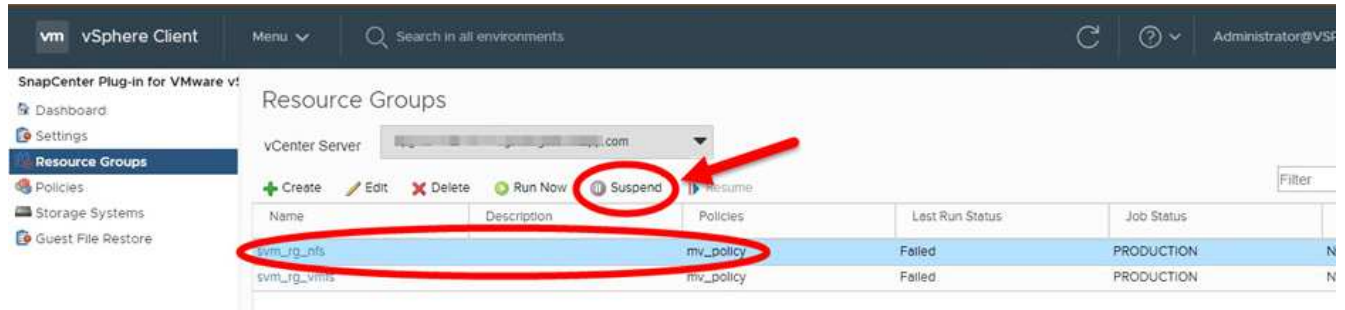 vm vSphere Client Menu Search in all environments Administrator@VSP
SnapCenter Plug-in for VMware vS
Dashboard
Settings
Resource Groups
Policies
Storage Systems
Guest File Restore
Resource Groups
vCenter Server .com
Create Edit Delete Run Now Suspend Resume Filter
Name Description Policies Last Run Status Job Status
svm_rg_nfs mv_policy Failed PRODUCTION N
svm_rg_vmfs mv_policy Failed PRODUCTION N